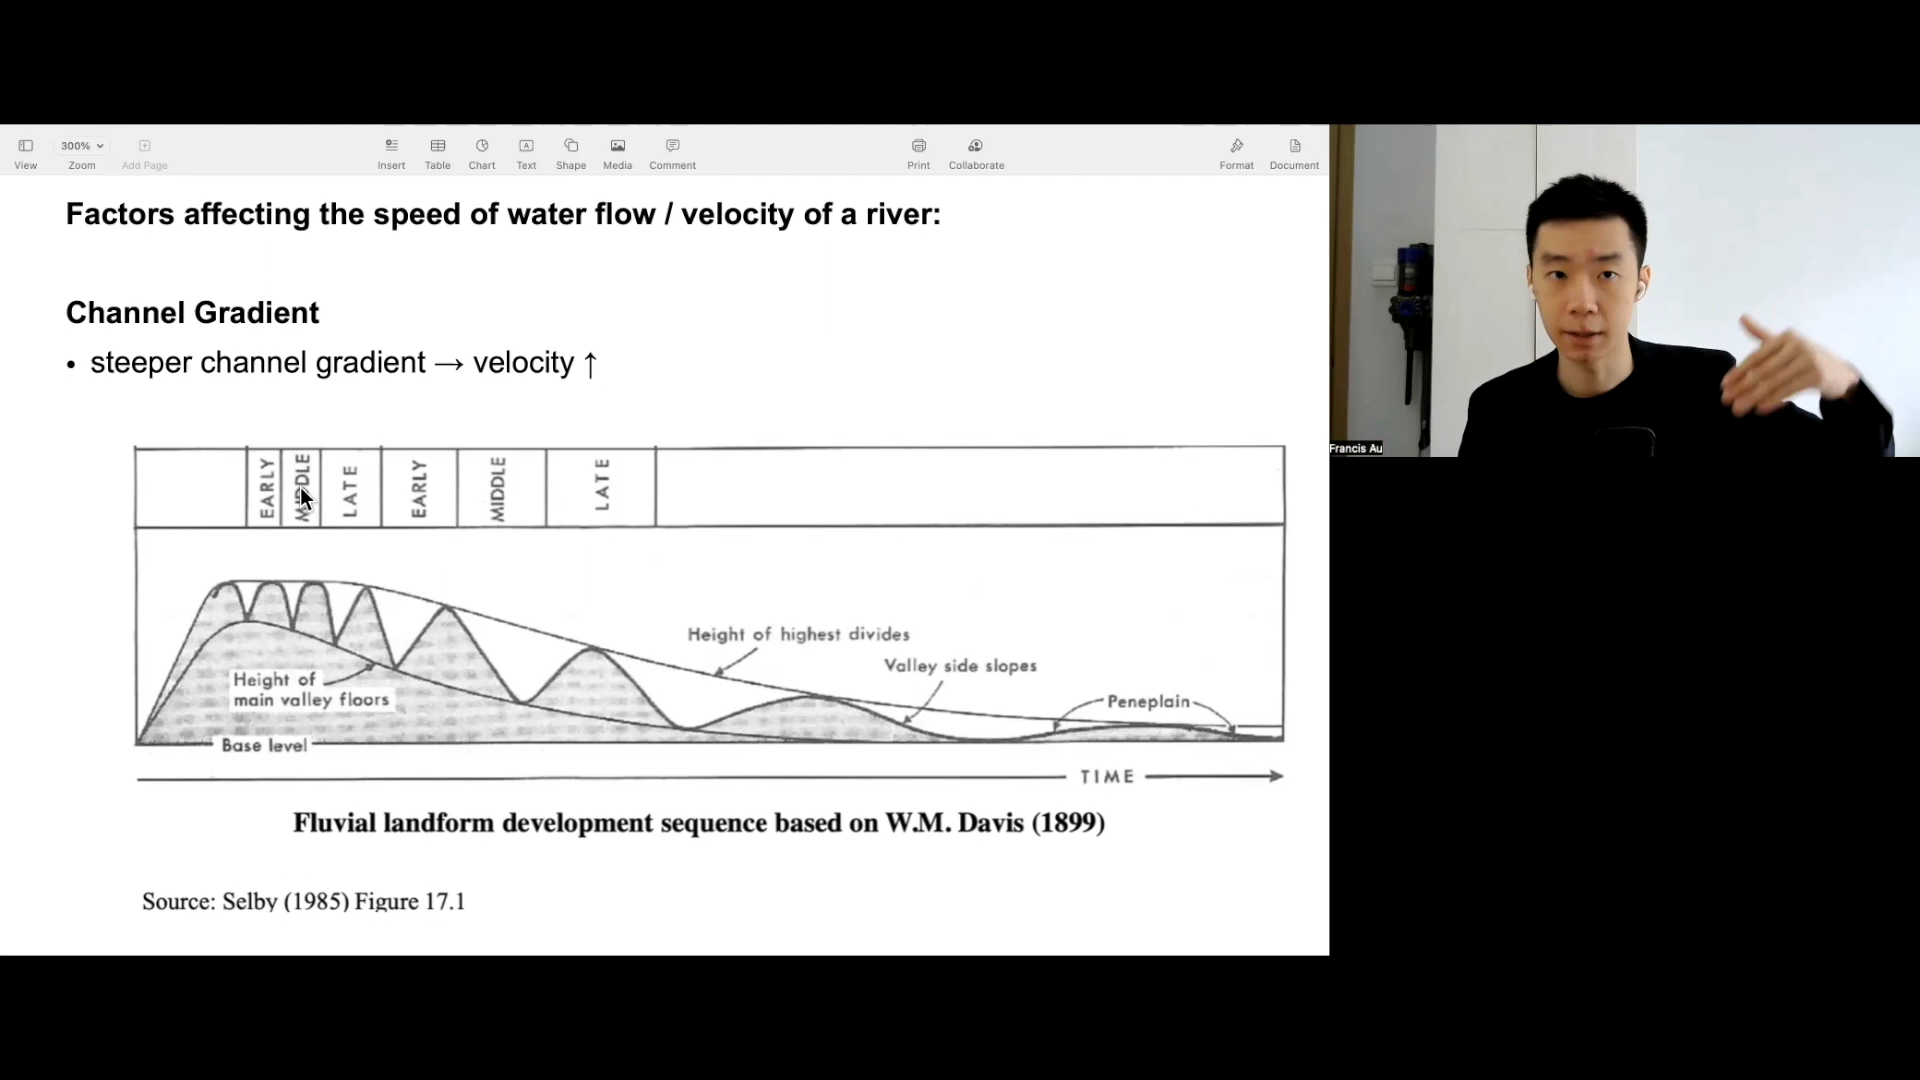 300%
View
Zoom
Add Page
Insert
Table
Chart
Text
Shape
Media
Comment
Print
Collaborate
Format
Document
Factors affecting the speed of water flow / velocity of a river:
Channel Gradient
• steeper channel gradient → velocity ↑
EARLY
MIDDLE
LATE
EARLY
MIDDLE
LATE
Height of highest divides
Valley side slopes
Height of
main valley floors
Peneplain
Base level
TIME
Fluvial landform development sequence based on W.M. Davis (1899)
Source: Selby (1985) Figure 17.1
Francis Au